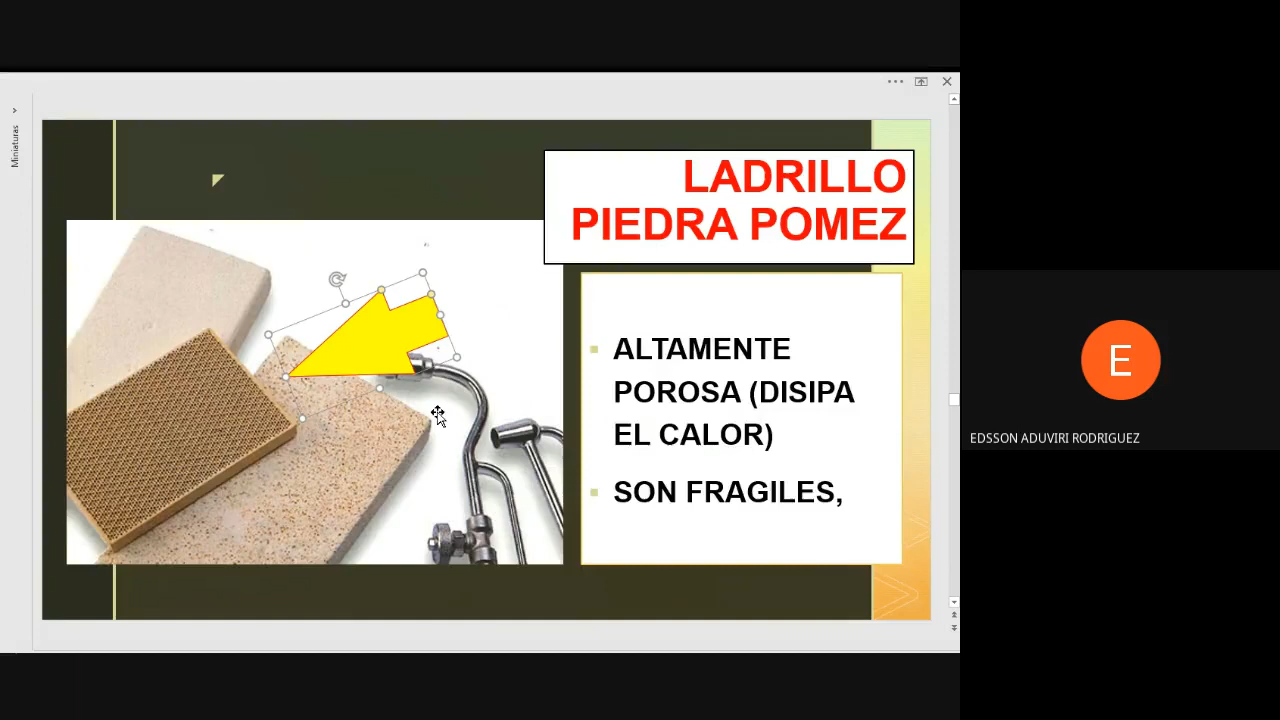 Miniaturas
LADRILLO
PIEDRA POMEZ
ALTAMENTE
POROSA (DISIPA
EL CALOR)
SON FRAGILES,
E
EDSSON ADUVIRI RODRIGUEZ